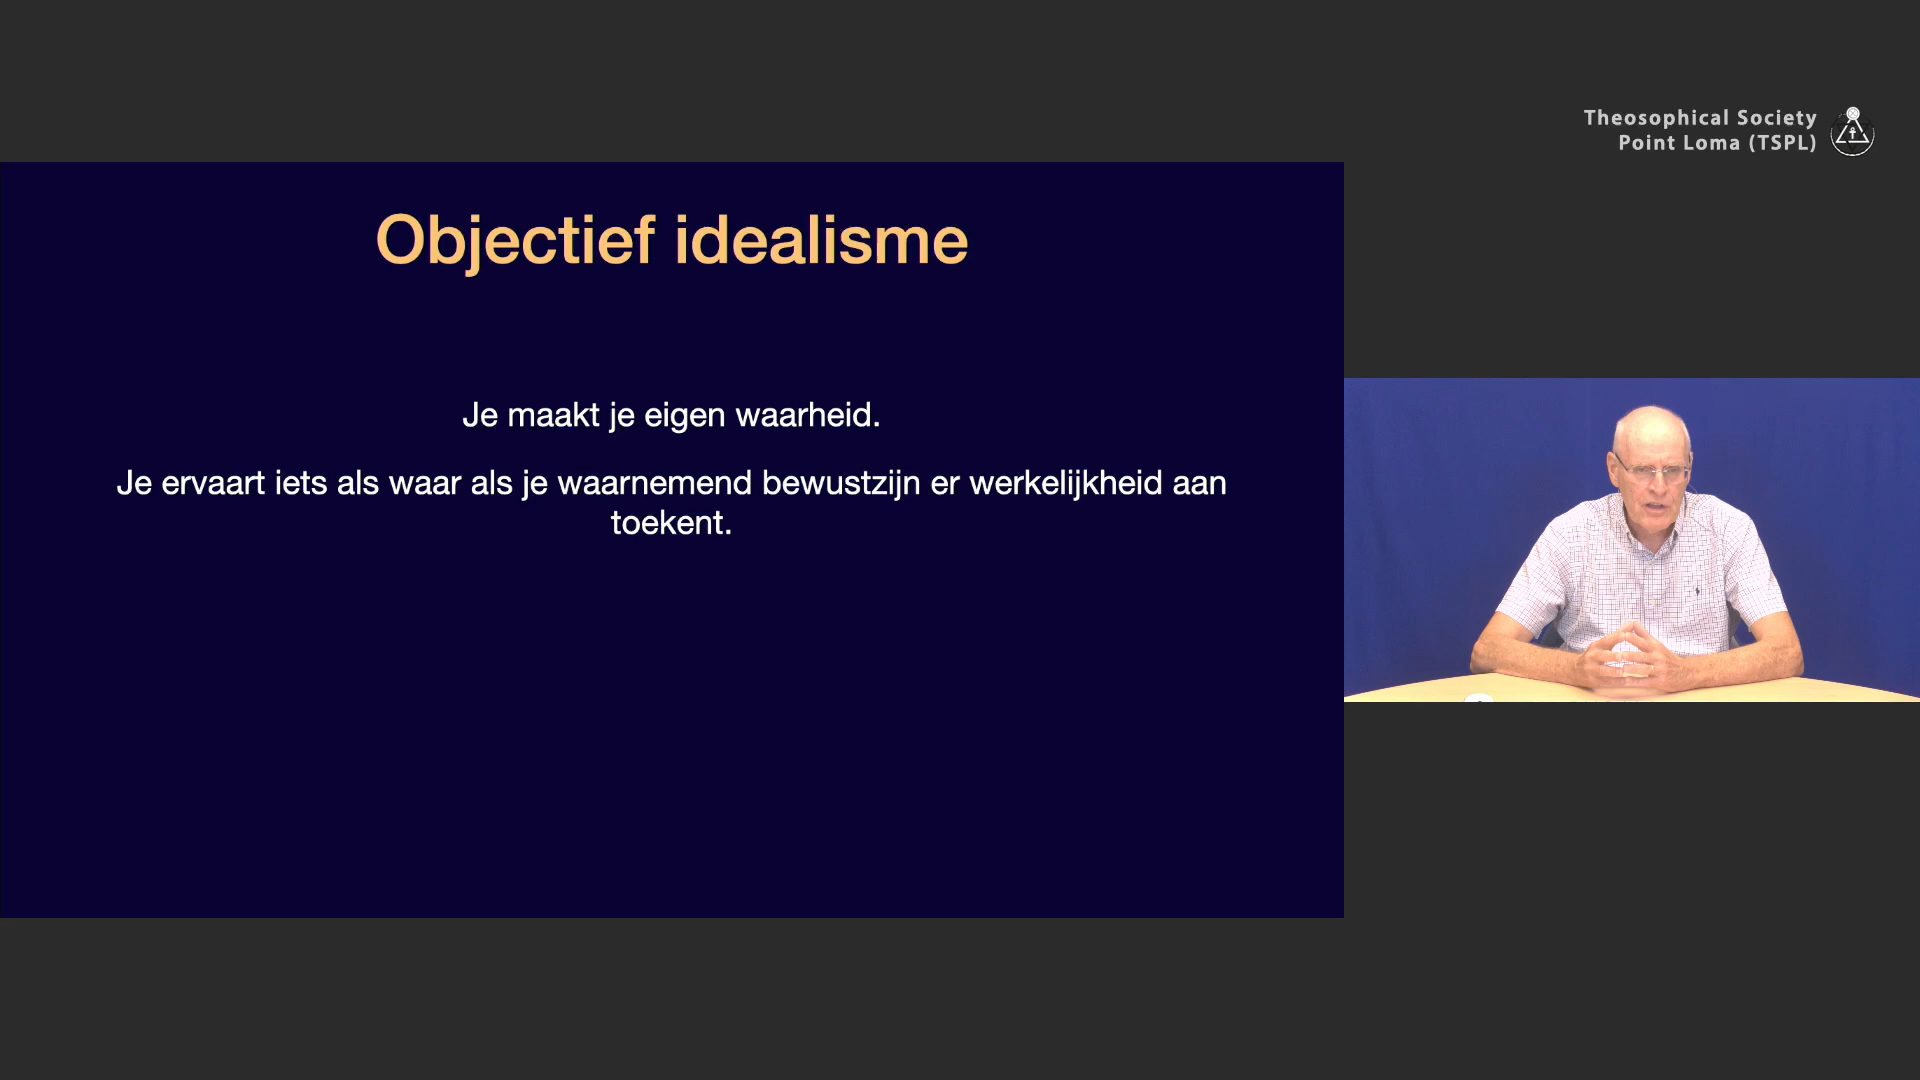 Theosophical Society
Point Loma (TSPL)
Objectief idealisme
Je maakt je eigen waarheid.
Je ervaart iets als waar als je waarnemend bewustzijn er werkelijkheid aan
toekent.